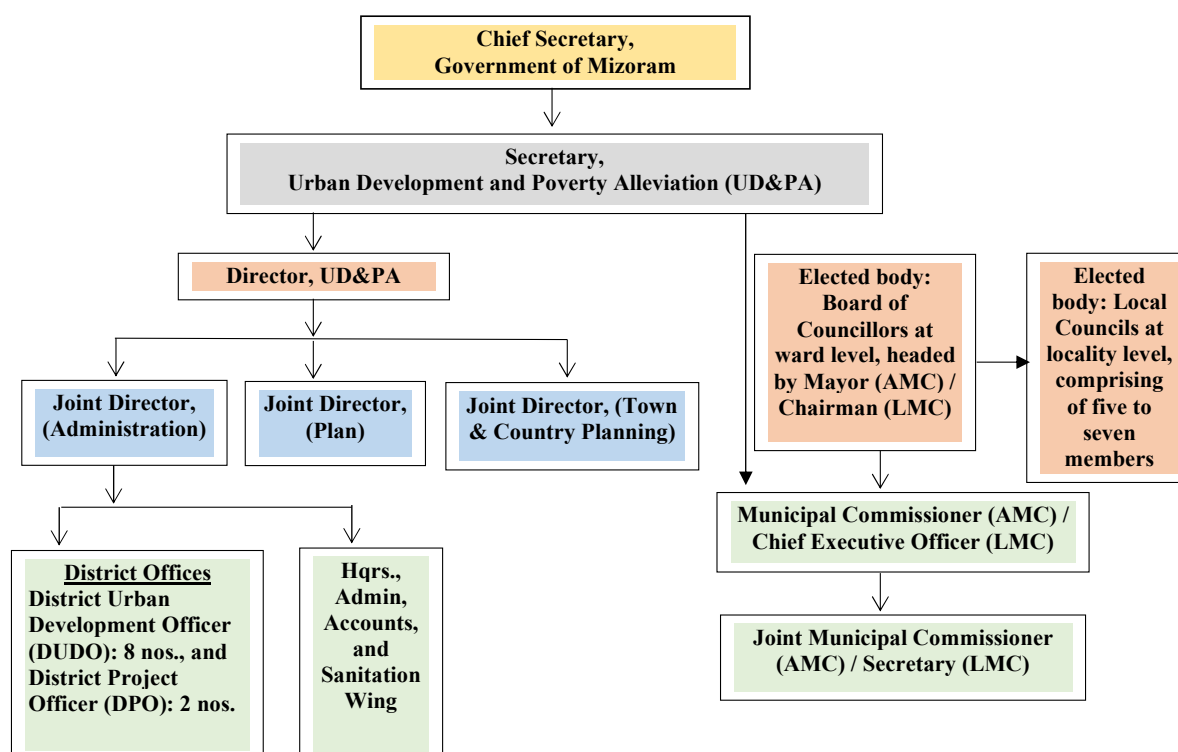 Chief Secretary,
Government of Mizoram
Secretary,
Urban Development and Poverty Alleviation (UD&PA)
Director, UD&PA
Elected body:
Board of
Councillors at
ward level, headed
by Mayor (AMC) /
Chairman (LMC)
Elected
body: Local
Councils at
locality level,
comprising
of five to
seven
members
Joint Director,
(Administration)
Joint Director,
(Plan)
Joint Director, (Town
& Country Planning)
Municipal Commissioner (AMC) /
Chief Executive Officer (LMC)
District Offices
District Urban
Development Officer
(DUDO): 8 nos., and
District Project
Officer (DPO): 2 nos.
Hqrs.,
Admin,
Accounts,
and
Sanitation
Wing
Joint Municipal Commissioner
(AMC) / Secretary (LMC)